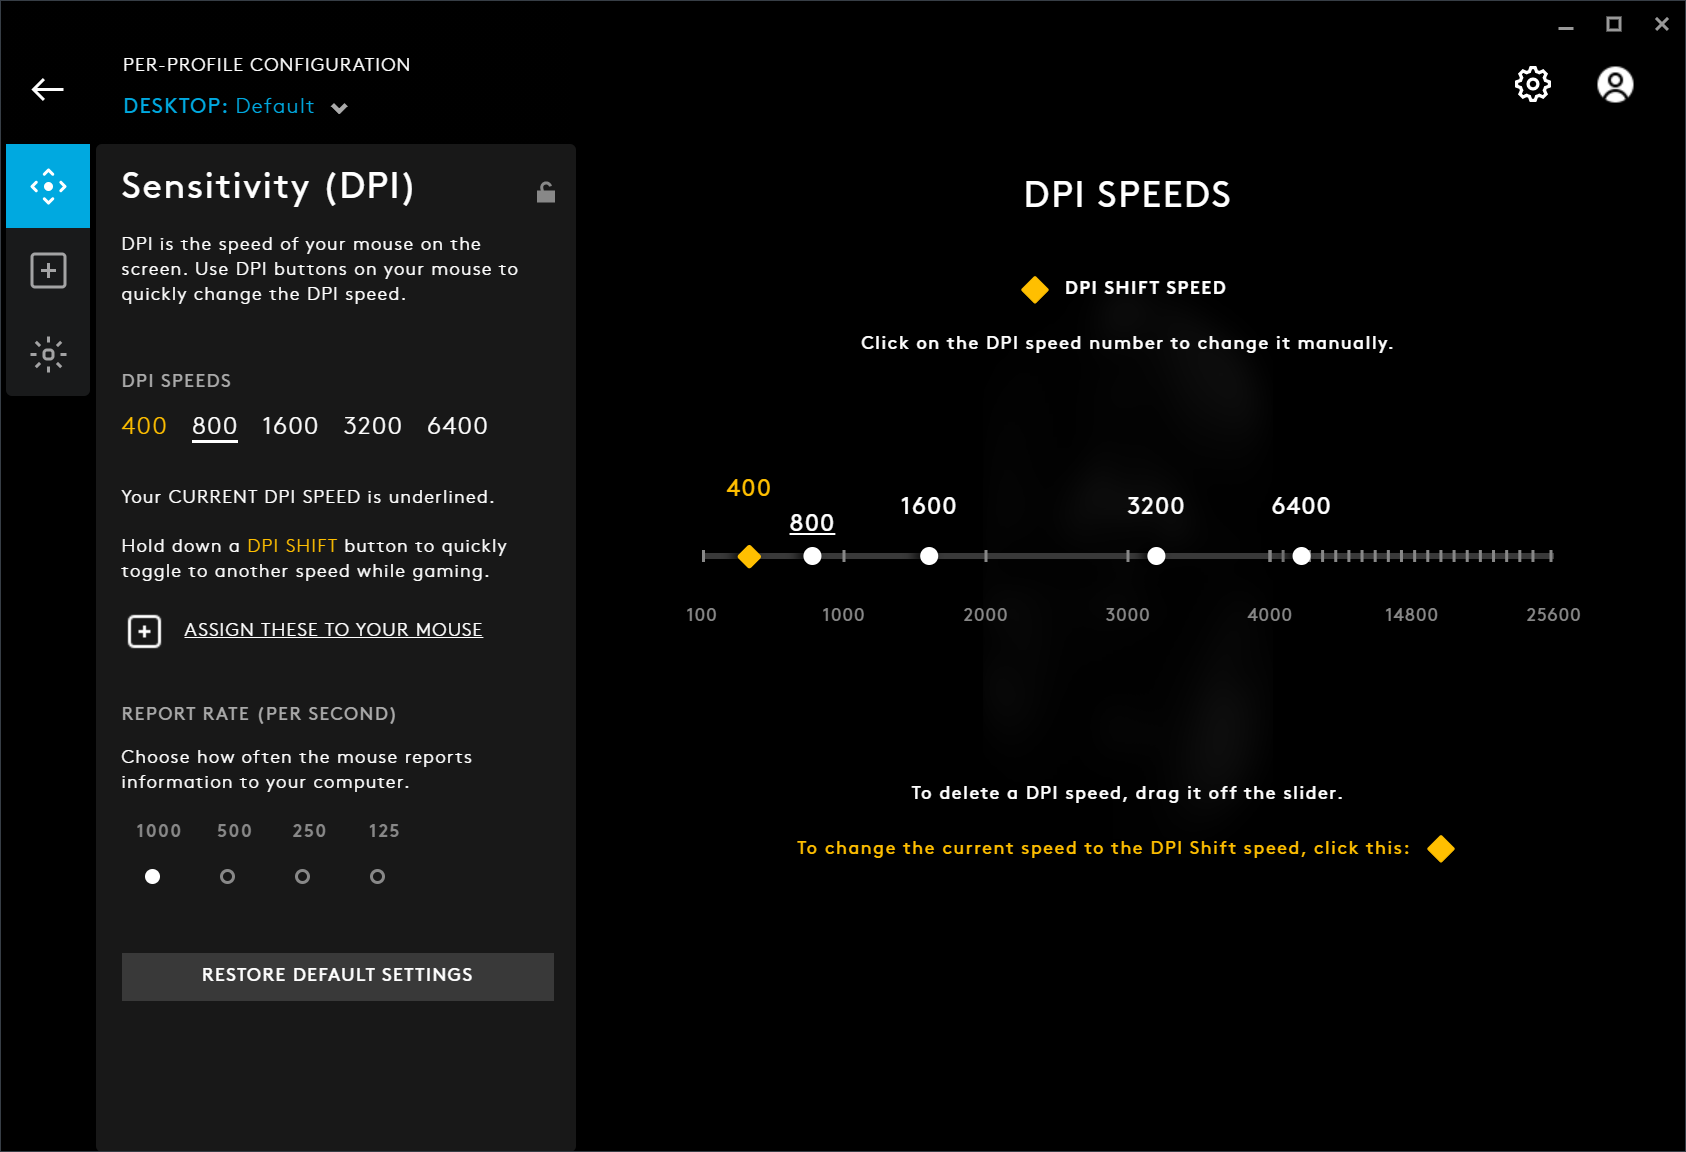 PER-PROFILE CONFIGURATION
DESKTOP: Default
Sensitivity (DPI)
DPI is the speed of your mouse on the
screen. Use DPI buttons on your mouse to
quickly change the DPI speed.
DPI SPEEDS
400 800 1600 3200 6400
Your CURRENT DPI SPEED is underlined.
Hold down a DPI SHIFT button to quickly
toggle to another speed while gaming.
ASSIGN THESE TO YOUR MOUSE
REPORT RATE (PER SECOND)
Choose how often the mouse reports
information to your computer.
1000 500 250 125
RESTORE DEFAULT SETTINGS
DPI SPEEDS
DPI SHIFT SPEED
Click on the DPI speed number to change it manually.
400 800 1600 3200 6400
100 1000 2000 3000 4000 14800 25600
To delete a DPI speed, drag it off the slider.
To change the current speed to the DPI Shift speed, click this: